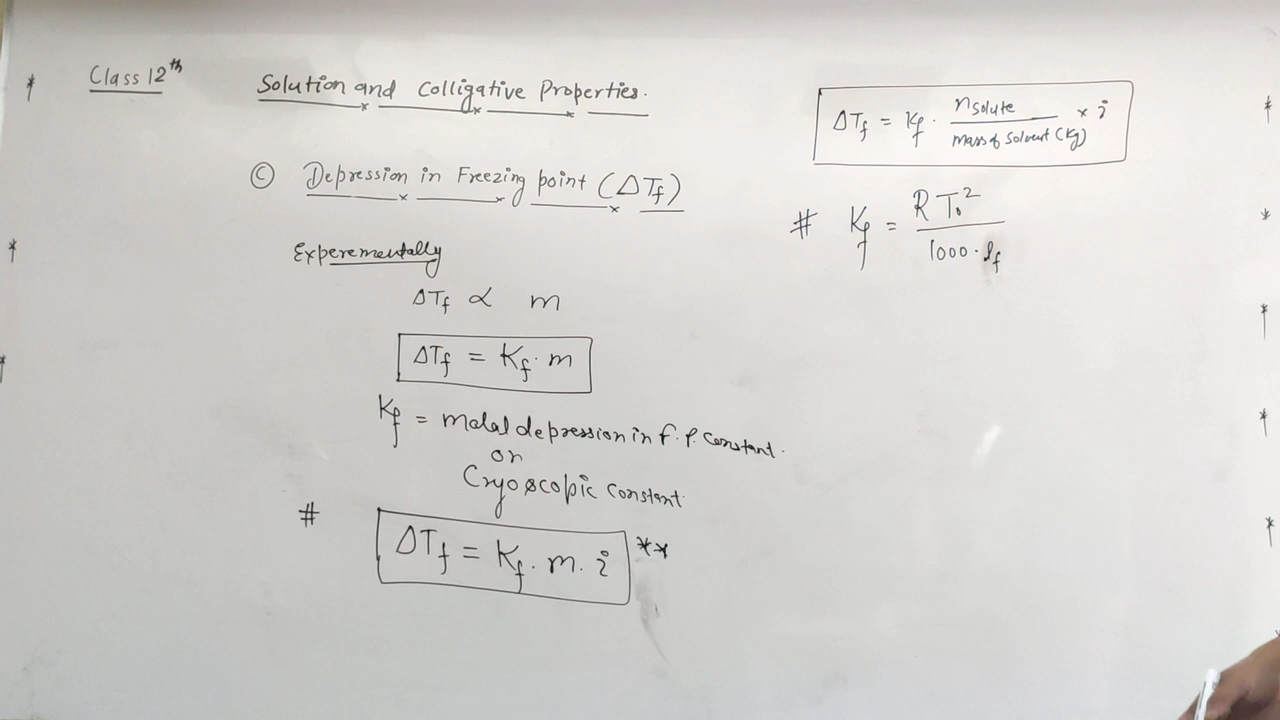 Class 12th
Solution and Colligative Properties.
© Depression in Freezing point (ΔTf)
Experementally
ΔTf ∝ m
ΔTf = Kf · m
Kf = molal depression in f.p. constant.
or
Cryoscopic constant.
# ΔTf = Kf . m . i **
ΔTf = Kf · nsolute / mass of solvent (Kg) × i
# Kf = R T0² / 1000 · lf